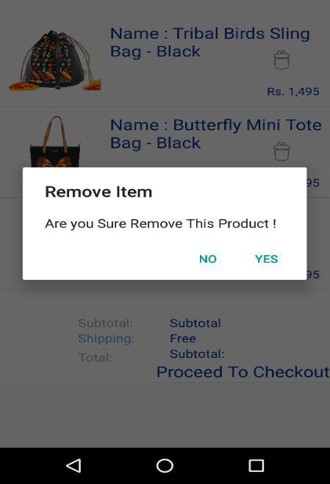 Name : Tribal Birds Sling
Bag - Black
Rs. 1,495
Name : Butterfly Mini Tote
Bag - Black
95
Remove Item
Are you Sure Remove This Product !
NO YES
95
Subtotal: Subtotal
Shipping: Free
Total: Subtotal:
Proceed To Checkout